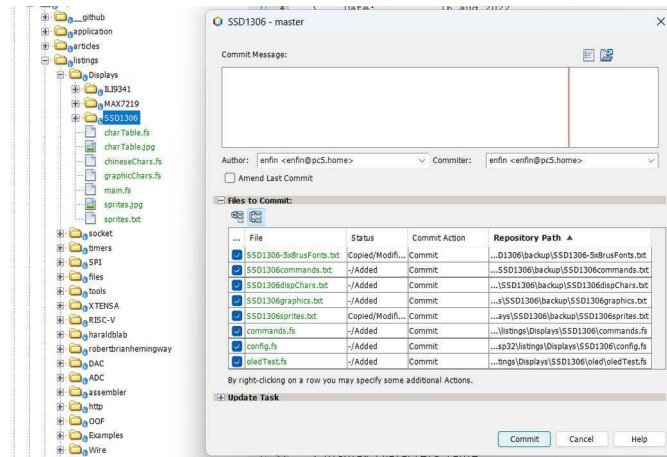 __github
application
articles
listings
Displays
ILI9341
MAX7219
SSD1306
charTable.fs
charTable.jpg
chineseChars.fs
graphicChars.fs
main.fs
sprites.jpg
sprites.txt
socket
timers
SPI
files
tools
XTENSA
RISC-V
haraldblab
robertbrianhemingway
DAC
ADC
assembler
http
OOF
Examples
Wire
Date: 16 aug 2022
SSD1306 - master
Commit Message:
Author: enfin <enfin@pc5.home> Commiter: enfin <enfin@pc5.home>
Amend Last Commit
Files to Commit:
... File Status Commit Action Repository Path
SSD1306-5x8rusFonts.txt Copied/Modifi... Commit ...D1306\backup\SSD1306-5x8rusFonts.txt
SSD1306commands.txt -/Added Commit ...SSD1306\backup\SSD1306commands.txt
SSD1306dispChars.txt -/Added Commit ...\SSD1306\backup\SSD1306dispChars.txt
SSD1306graphics.txt -/Added Commit ...s\SSD1306\backup\SSD1306graphics.txt
SSD1306sprites.txt Copied/Modifi... Commit ...ays\SSD1306\backup\SSD1306sprites.txt
commands.fs -/Added Commit ...\listings\Displays\SSD1306\commands.fs
config.fs -/Added Commit ...sp32\listings\Displays\SSD1306\config.fs
oledTest.fs -/Added Commit ...tings\Displays\SSD1306\oled\oledTest.fs
By right-clicking on a row you may specify some additional Actions.
Update Task
Commit Cancel Help